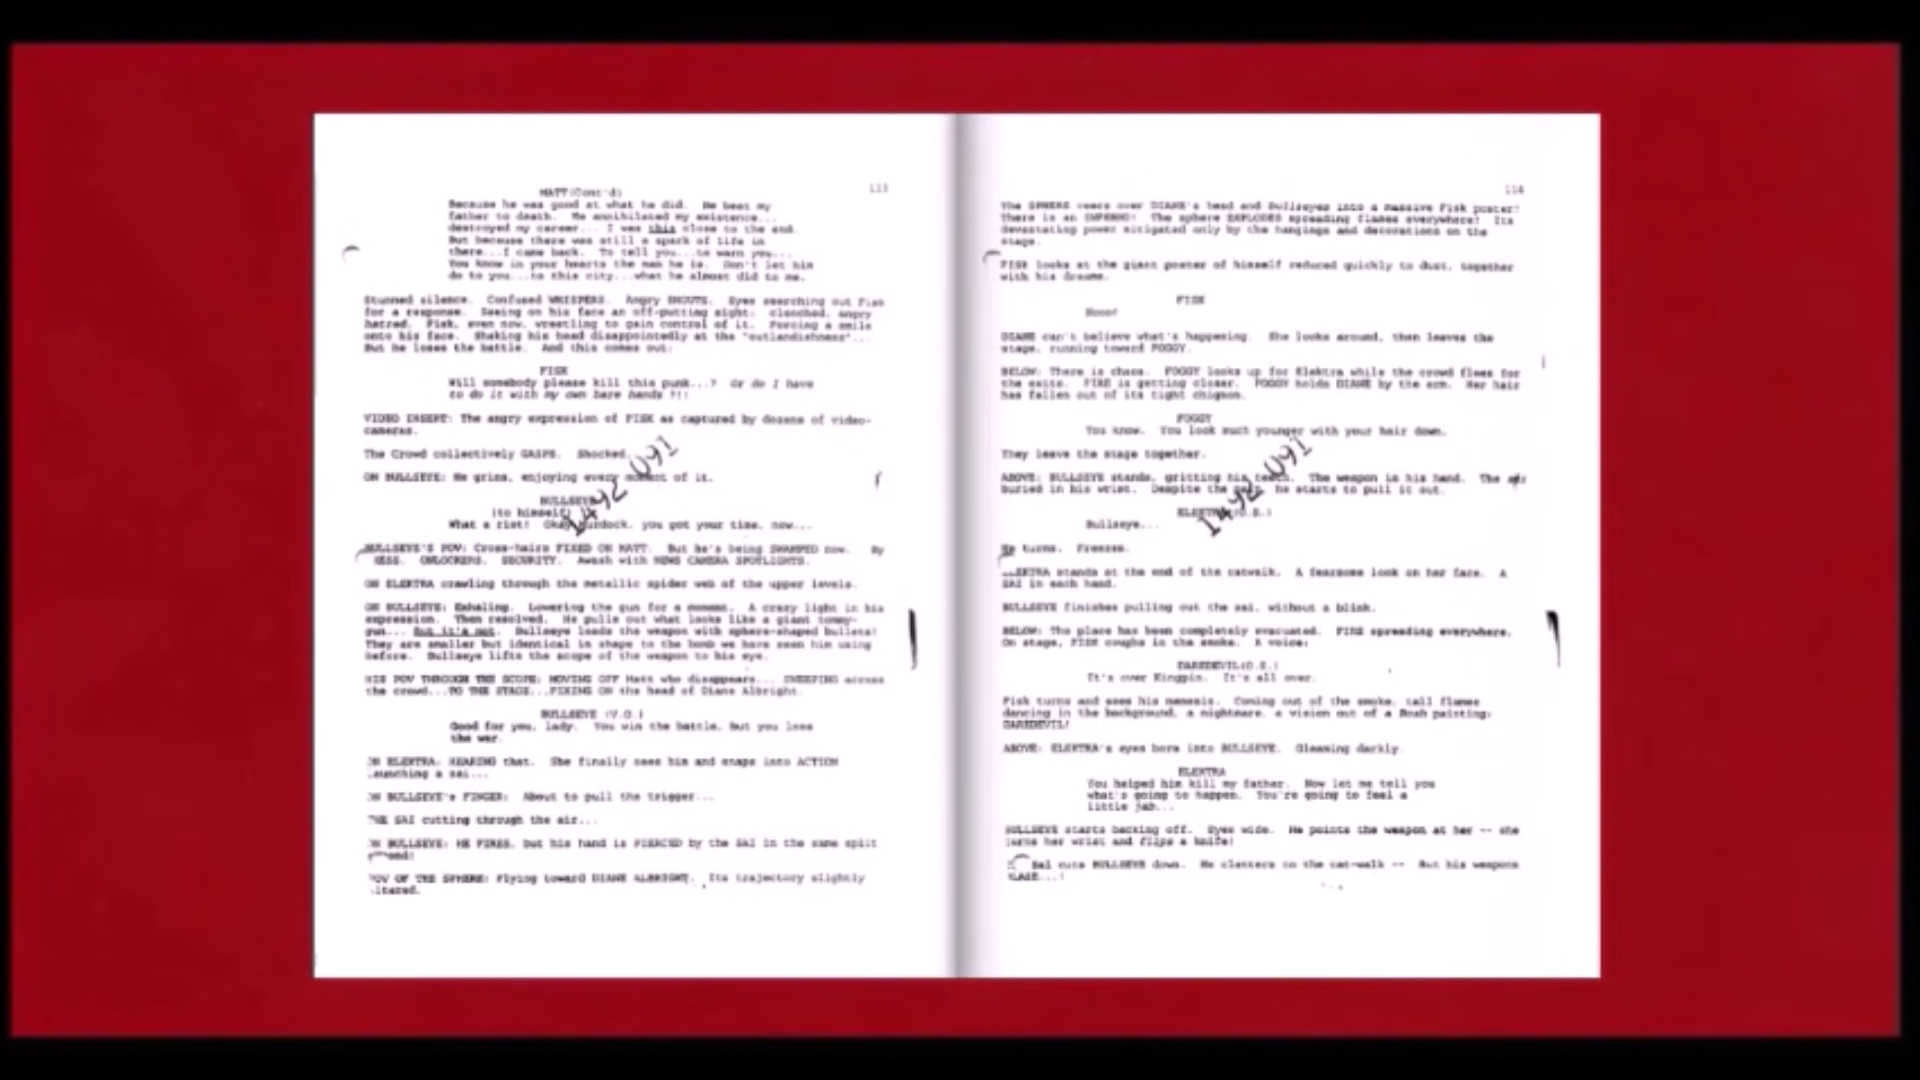 MATT(Cont'd)
113
Because he was good at what he did. He beat my
father to death. He annihilated my existence...
destroyed my career... I was this close to the end.
But because there was still a spark of life in
there...I came back. To tell you...to warn you...
You know in your hearts the man he is. Don't let him
do to you...to this city...what he almost did to me.
Stunned silence. Confused WHISPERS. Angry SHOUTS. Eyes searching out Fisk
for a response. Seeing on his face an off-putting sight: clenched, angry
hatred. Fisk, even now, wrestling to gain control of it. Forcing a smile
onto his face. Shaking his head disappointedly at the "outlandishness"...
But he loses the battle. And this comes out:
FISK
Will somebody please kill this punk...? Or do I have
to do it with my own bare hands ?!!
VIDEO INSERT: The angry expression of FISK as captured by dozens of video-
cameras.
The Crowd collectively GASPS. Shocked.
ON BULLSEYE: He grins, enjoying every moment of it.
1492 091
BULLSEYE
(to himself)
What a riot! Okay Murdock, you got your time, now...
BULLSEYE'S POV: Cross-hairs FIXED ON MATT. But he's being SWAMPED now. By
ONLOOKERS. SECURITY. Awash with NEWS CAMERA SPOTLIGHTS.
ON ELEKTRA crawling through the metallic spider web of the upper levels.
ON BULLSEYE: Exhaling. Lowering the gun for a moment. A crazy light in his
expression. Then resolved. He pulls out what looks like a giant tommy-
gun... But it's not. Bullseye loads the weapon with sphere-shaped bullets!
They are smaller but identical in shape to the bomb we have seen him using
before. Bullseye lifts the scope of the weapon to his eye.
HIS POV THROUGH THE SCOPE: MOVING OFF Matt who disappears... SWEEPING across
the crowd...TO THE STAGE...FIXING ON the head of Diane Albright.
BULLSEYE (V.O.)
Good for you, lady. You win the battle, but you lose
the war.
ON ELEKTRA: HEARING that. She finally sees him and snaps into ACTION
launching a sai...
ON BULLSEYE's FINGER: About to pull the trigger...
THE SAI cutting through the air...
ON BULLSEYE: HE FIRES, but his hand is PIERCED by the SAI in the same split
POV OF THE SPHERE: Flying toward DIANE ALBRIGHT. Its trajectory slightly
altered.
114
The SPHERE veers over DIANE's head and Bullseyes into a massive Fisk poster!
There is an INFERNO! The sphere EXPLODES spreading flames everywhere! Its
devastating power mitigated only by the hangings and decorations on the
stage.
FISK looks at the giant poster of himself reduced quickly to dust, together
with his dreams.
FISK
Nooo!
DIANE can't believe what's happening. She looks around, then leaves the
stage, running toward FOGGY.
BELOW: There is chaos. FOGGY looks up for Elektra while the crowd flees for
the exits. FIRE is getting closer. FOGGY holds DIANE by the arm. Her hair
has fallen out of its tight chignon.
FOGGY
You know. You look much younger with your hair down.
They leave the stage together.
ABOVE: BULLSEYE stands, gritting his teeth. The weapon in his hand. The sai
buried in his wrist. Despite the pain, he starts to pull it out.
1492 091
ELEKTRA(O.S.)
Bullseye...
He turns. Freezes.
ELEKTRA stands at the end of the catwalk. A fearsome look on her face. A
SAI in each hand.
BULLSEYE finishes pulling out the sai, without a blink.
BELOW: The place has been completely evacuated. FIRE spreading everywhere.
On stage, FISK coughs in the smoke. A voice:
DAREDEVIL(O.S.)
It's over Kingpin. It's all over.
Fisk turns and sees his nemesis. Coming out of the smoke, tall flames
dancing in the background, a nightmare, a vision out of a Bosh painting:
DAREDEVIL!
ABOVE: ELEKTRA's eyes bore into BULLSEYE. Gleaming darkly.
ELEKTRA
You helped him kill my father. Now let me tell you
what's going to happen. You're going to feel a
little jab...
BULLSEYE starts backing off. Eyes wide. He points the weapon at her -- she
turns her wrist and flips a knife!
Sai cuts BULLSEYE down. He clatters to the cat-walk -- But his weapons